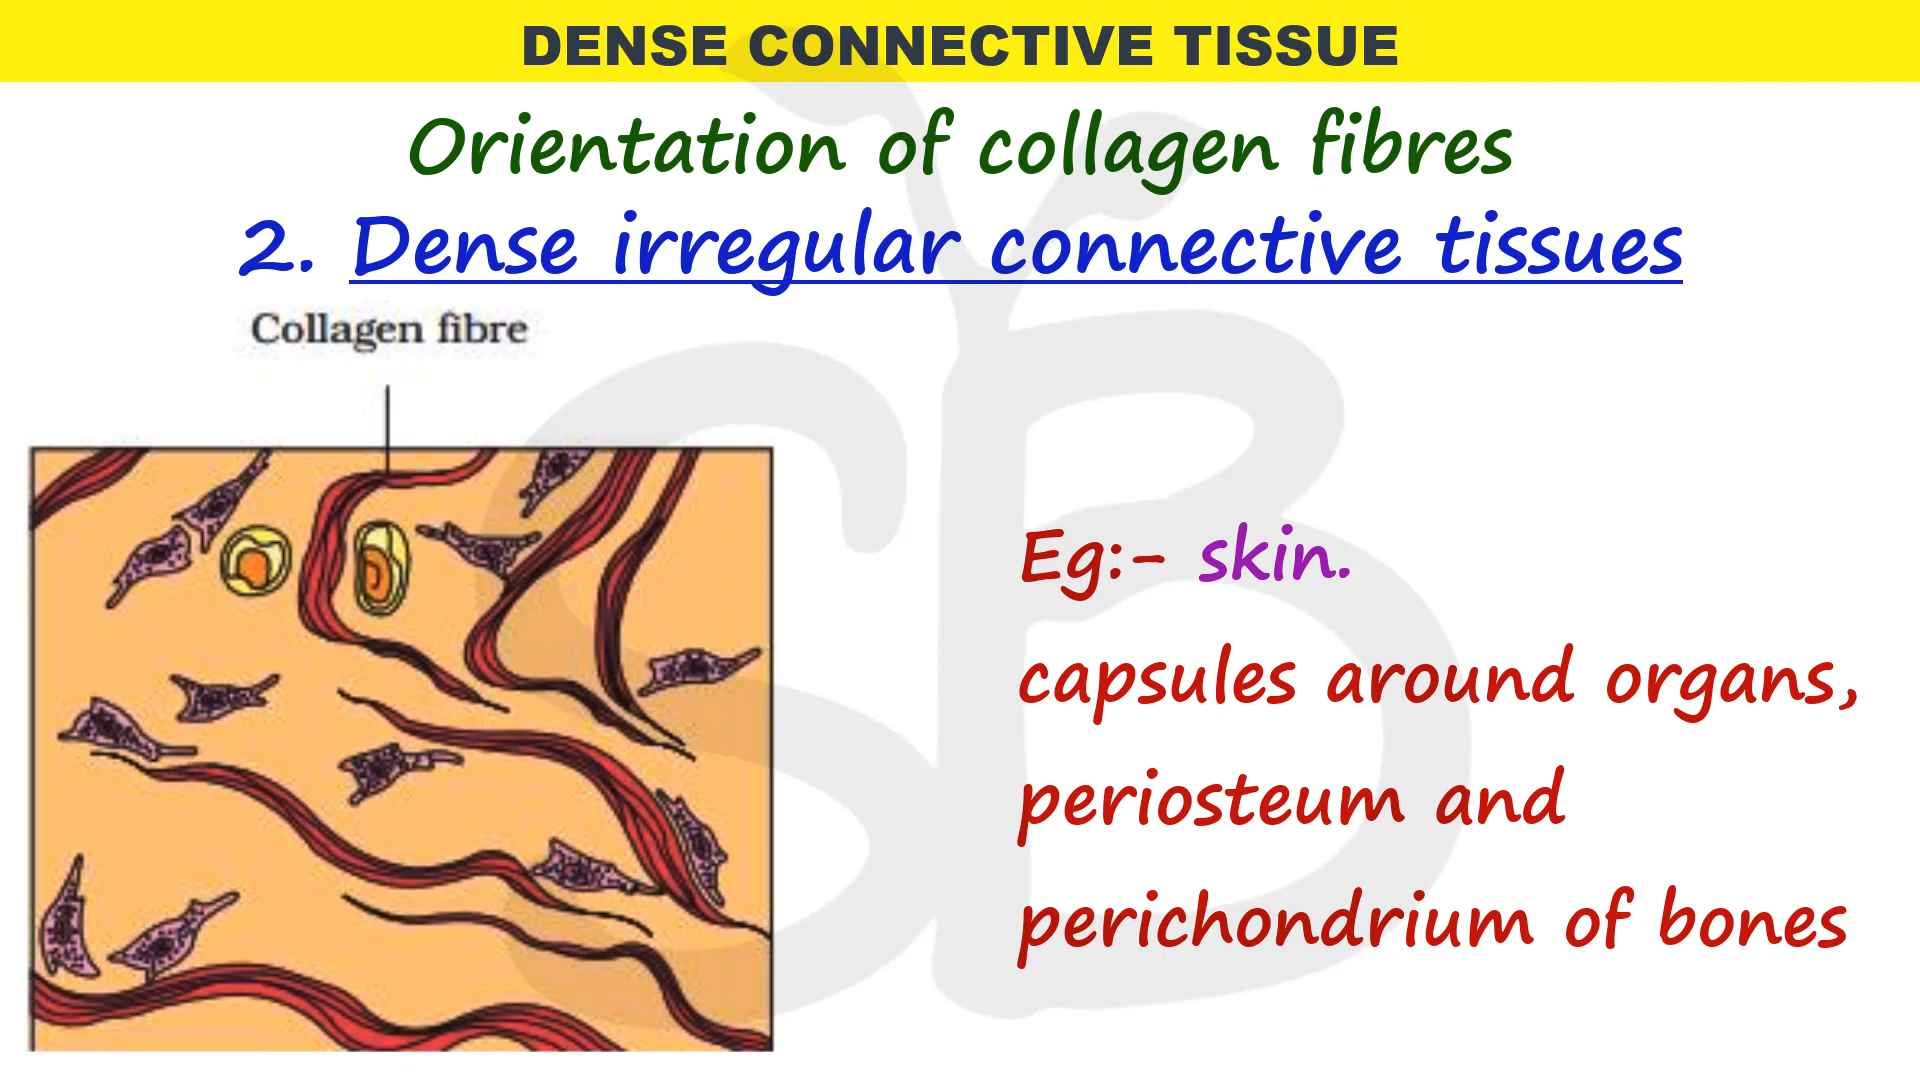 DENSE CONNECTIVE TISSUE
Orientation of collagen fibres
2. Dense irregular connective tissues
Collagen fibre
Eg:- skin.
capsules around organs,
periosteum and
perichondrium of bones
SB